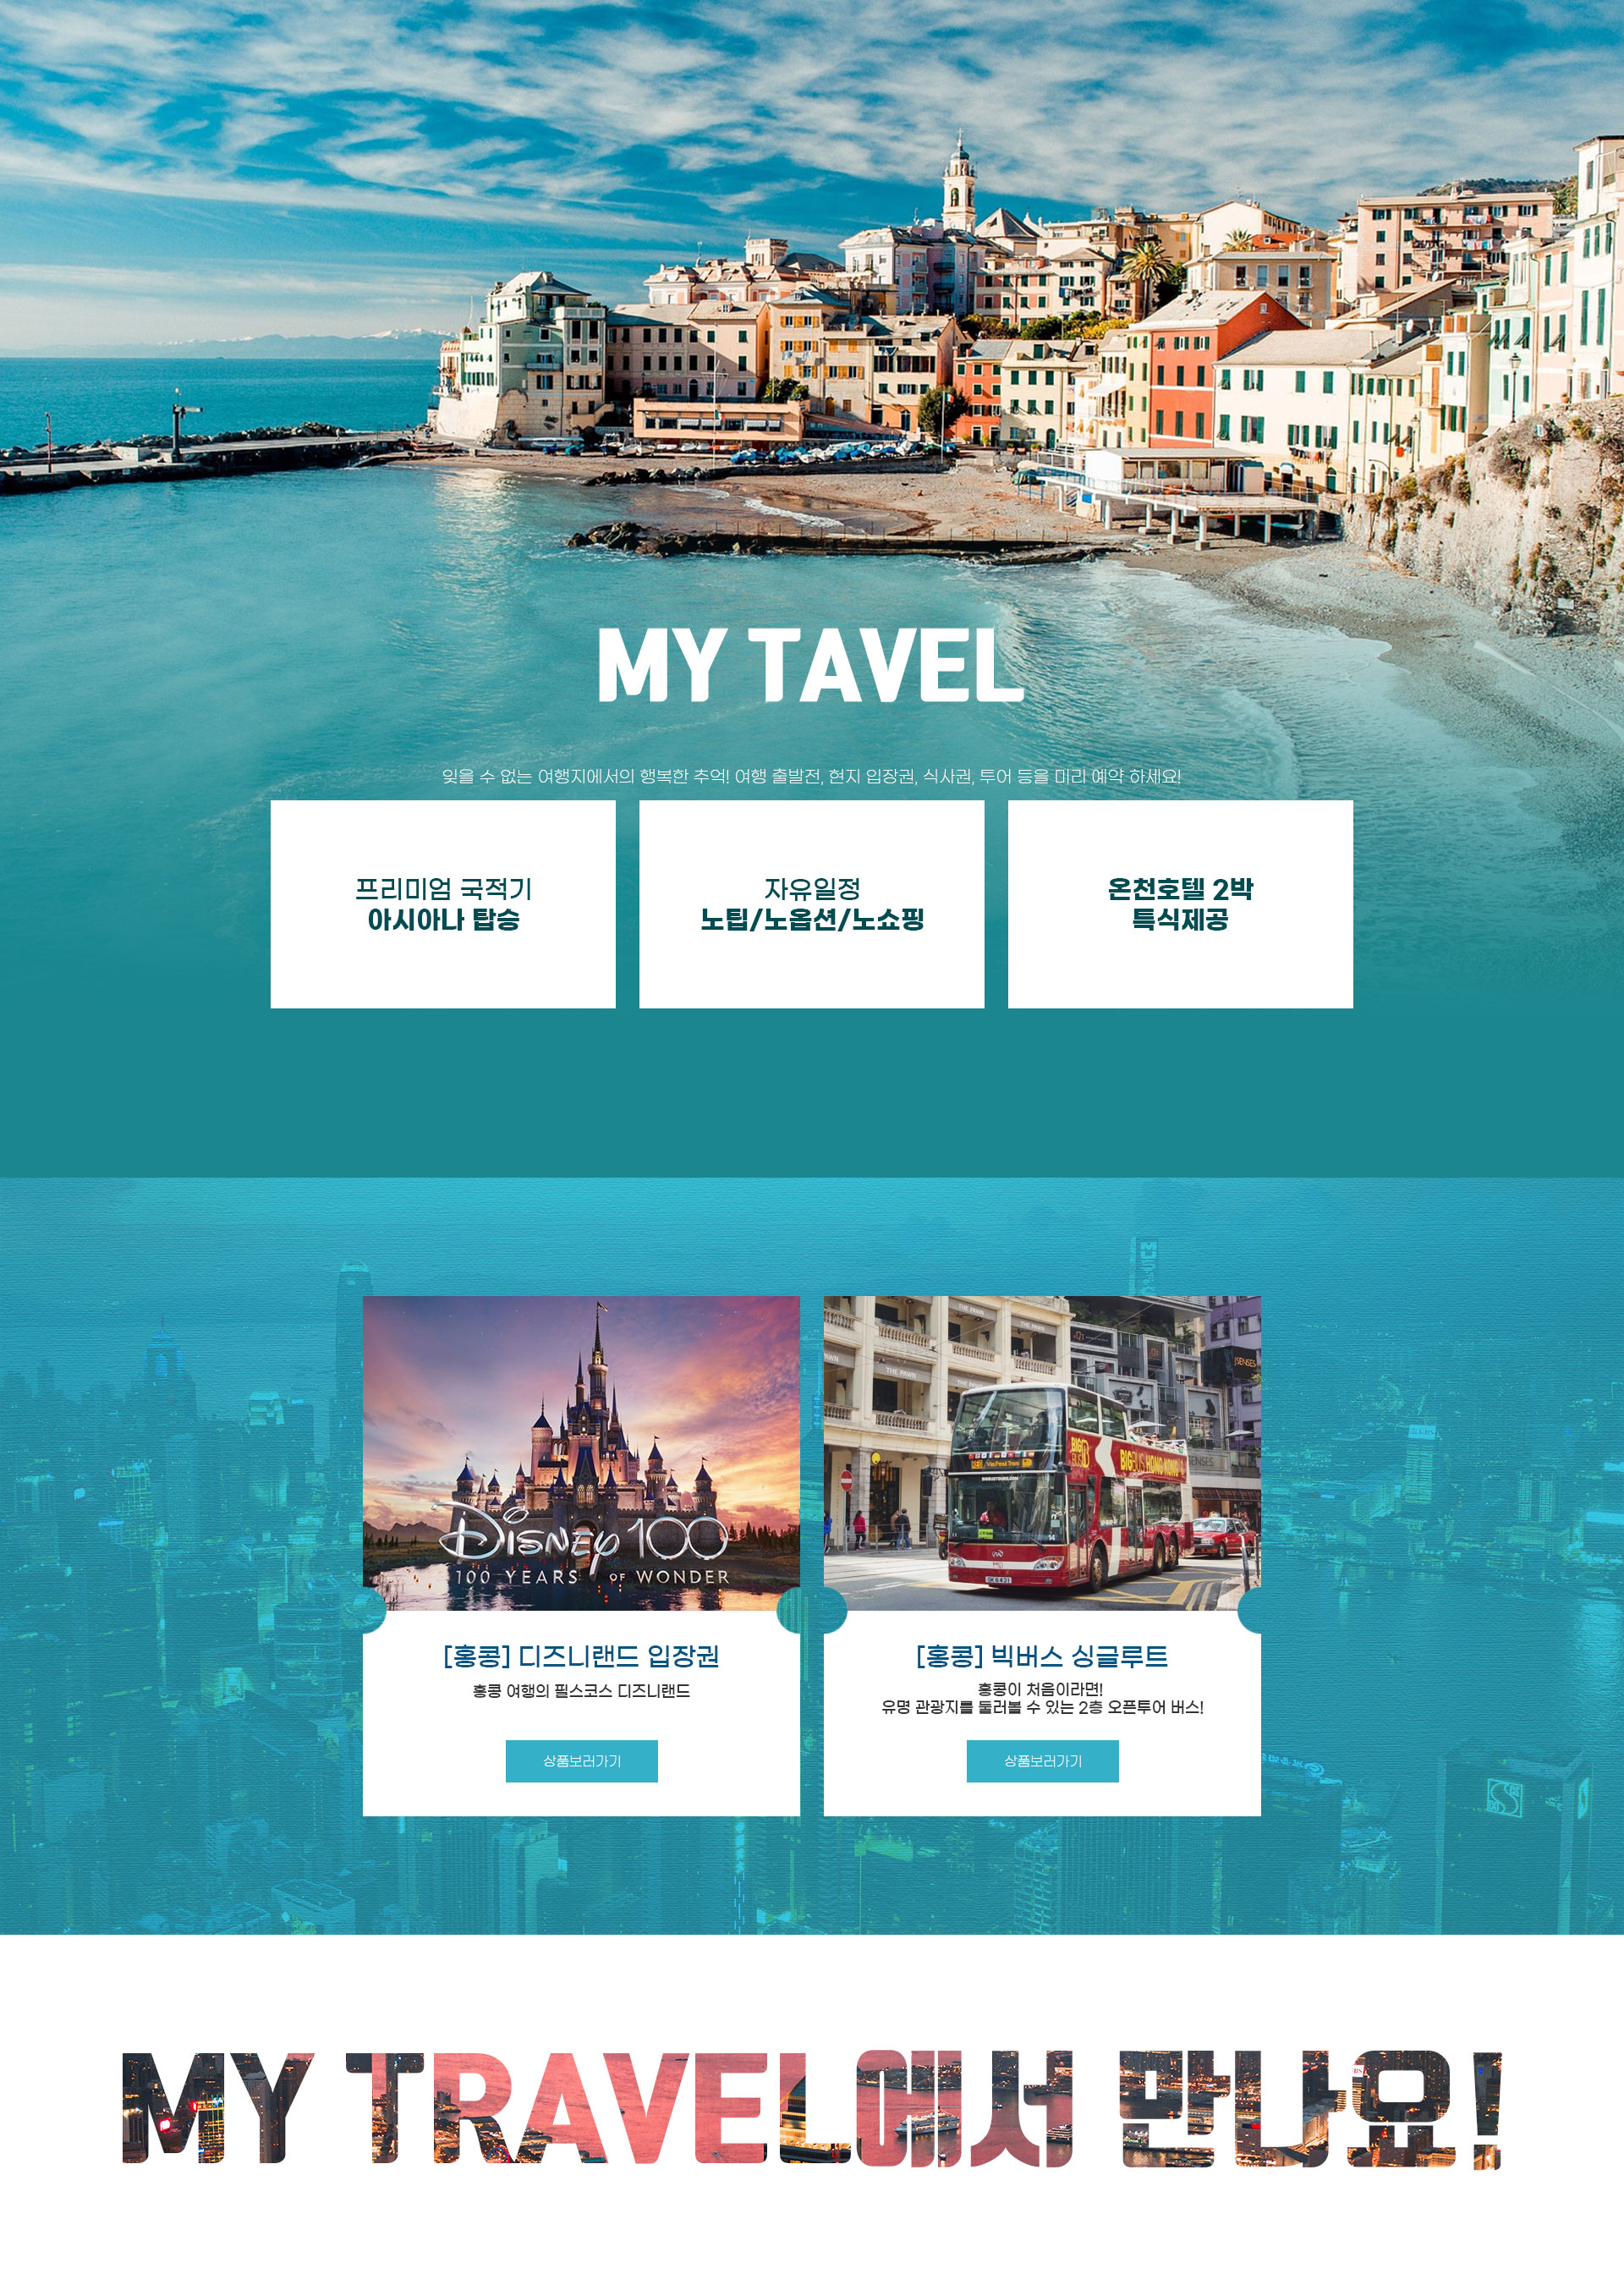 MY TAVEL
잊을 수 없는 여행지에서의 행복한 추억! 여행 출발전, 현지 입장권, 식사권, 투어 등을 미리 예약 하세요!
프리미엄 국적기
아시아나 탑승
자유일정
노팁/노옵션/노쇼핑
온천호텔 2박
특식제공
DISNEY 100
100 YEARS OF WONDER
THE PAWN
THE PAWN
THE PAWN
BIGBUS HONG KONG
BIG BUS
[홍콩] 디즈니랜드 입장권
홍콩 여행의 필스코스 디즈니랜드
상품보러가기
[홍콩] 빅버스 싱글루트
홍콩이 처음이라면!
유명 관광지를 둘러볼 수 있는 2층 오픈투어 버스!
상품보러가기
MY TRAVEL에서 만나요!